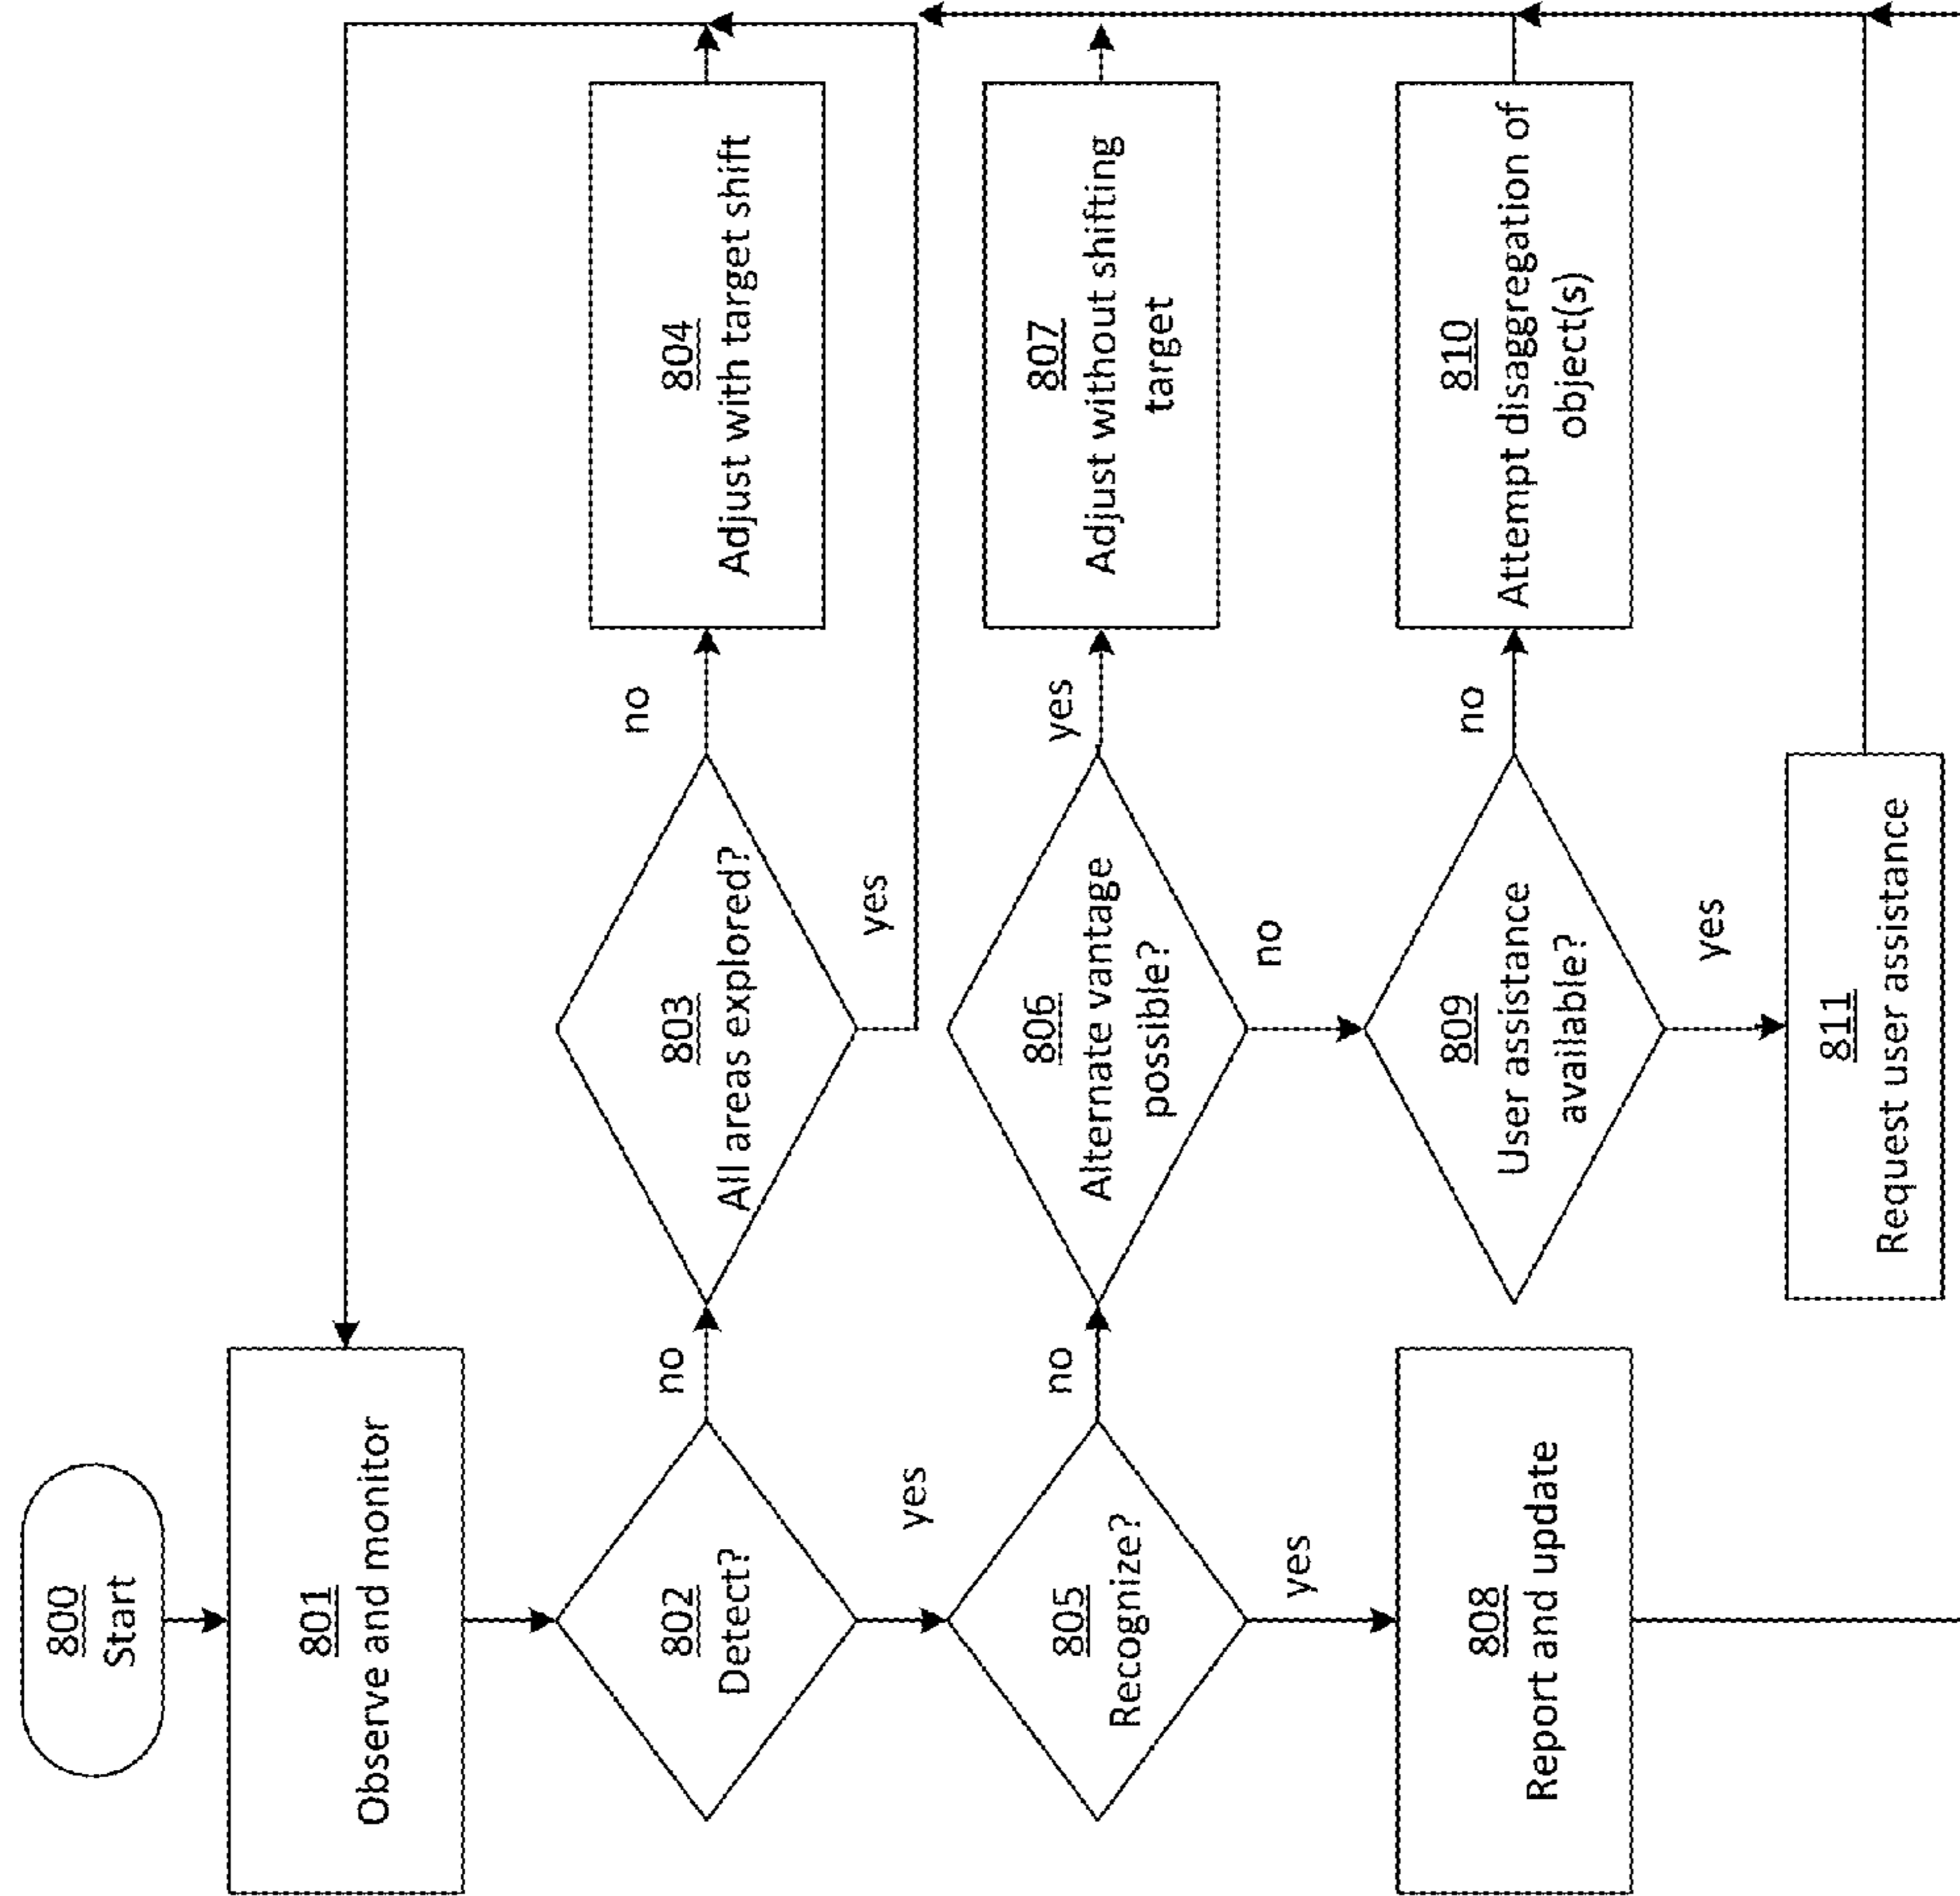 800
Start
801
Observe and monitor
802
Detect?
no
yes
803
All areas explored?
no
yes
804
Adjust with target shift
805
Recognize?
no
yes
806
Alternate vantage
possible?
yes
no
807
Adjust without shifting
target
808
Report and update
809
User assistance
available?
no
yes
810
Attempt disaggregation of
object(s)
811
Request user assistance